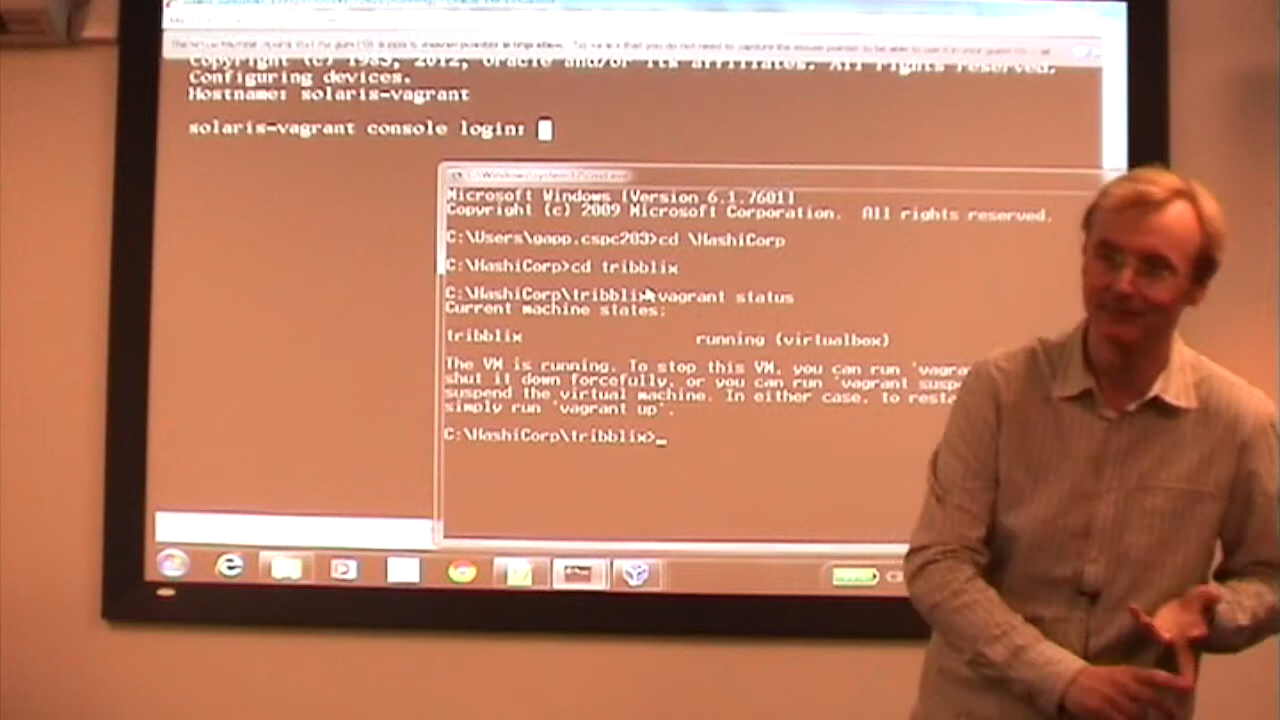 Copyright (c) 1983, 2012, Oracle and/or its affiliates. All rights reserved.
Configuring devices.
Hostname: solaris-vagrant
solaris-vagrant console login:
Microsoft Windows [Version 6.1.7601]
Copyright (c) 2009 Microsoft Corporation. All rights reserved.
C:\Users\gapp.cspc203>cd \HashiCorp
C:\HashiCorp>cd tribblix
C:\HashiCorp\tribblix>vagrant status
Current machine states:
tribblix running (virtualbox)
The VM is running. To stop this VM, you can run `vagra
shut it down forcefully, or you can run `vagrant susp
suspend the virtual machine. In either case, to resta
simply run `vagrant up`.
C:\HashiCorp\tribblix>_